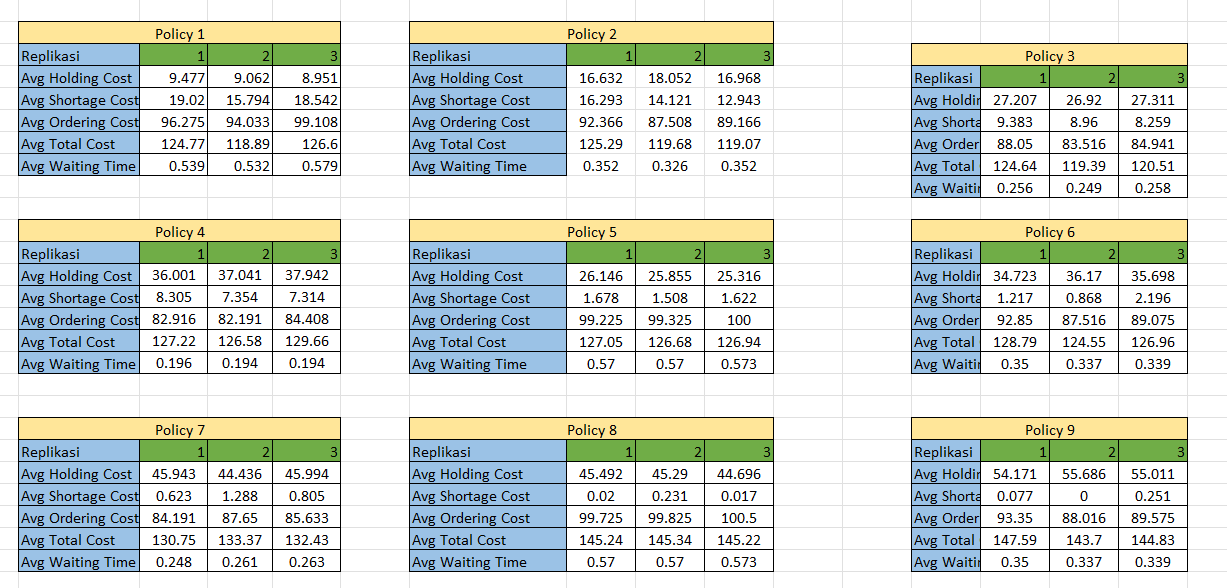 Policy 1
Replikasi 1 2 3
Avg Holding Cost 9.477 9.062 8.951
Avg Shortage Cost 19.02 15.794 18.542
Avg Ordering Cost 96.275 94.033 99.108
Avg Total Cost 124.77 118.89 126.6
Avg Waiting Time 0.539 0.532 0.579
Policy 2
Replikasi 1 2 3
Avg Holding Cost 16.632 18.052 16.968
Avg Shortage Cost 16.293 14.121 12.943
Avg Ordering Cost 92.366 87.508 89.166
Avg Total Cost 125.29 119.68 119.07
Avg Waiting Time 0.352 0.326 0.352
Policy 3
Replikasi 1 2 3
Avg Holdin 27.207 26.92 27.311
Avg Shorta 9.383 8.96 8.259
Avg Order 88.05 83.516 84.941
Avg Total 124.64 119.39 120.51
Avg Waitin 0.256 0.249 0.258
Policy 4
Replikasi 1 2 3
Avg Holding Cost 36.001 37.041 37.942
Avg Shortage Cost 8.305 7.354 7.314
Avg Ordering Cost 82.916 82.191 84.408
Avg Total Cost 127.22 126.58 129.66
Avg Waiting Time 0.196 0.194 0.194
Policy 5
Replikasi 1 2 3
Avg Holding Cost 26.146 25.855 25.316
Avg Shortage Cost 1.678 1.508 1.622
Avg Ordering Cost 99.225 99.325 100
Avg Total Cost 127.05 126.68 126.94
Avg Waiting Time 0.57 0.57 0.573
Policy 6
Replikasi 1 2 3
Avg Holdin 34.723 36.17 35.698
Avg Shorta 1.217 0.868 2.196
Avg Order 92.85 87.516 89.075
Avg Total 128.79 124.55 126.96
Avg Waitin 0.35 0.337 0.339
Policy 7
Replikasi 1 2 3
Avg Holding Cost 45.943 44.436 45.994
Avg Shortage Cost 0.623 1.288 0.805
Avg Ordering Cost 84.191 87.65 85.633
Avg Total Cost 130.75 133.37 132.43
Avg Waiting Time 0.248 0.261 0.263
Policy 8
Replikasi 1 2 3
Avg Holding Cost 45.492 45.29 44.696
Avg Shortage Cost 0.02 0.231 0.017
Avg Ordering Cost 99.725 99.825 100.5
Avg Total Cost 145.24 145.34 145.22
Avg Waiting Time 0.57 0.57 0.573
Policy 9
Replikasi 1 2 3
Avg Holdin 54.171 55.686 55.011
Avg Shorta 0.077 0 0.251
Avg Order 93.35 88.016 89.575
Avg Total 147.59 143.7 144.83
Avg Waitin 0.35 0.337 0.339